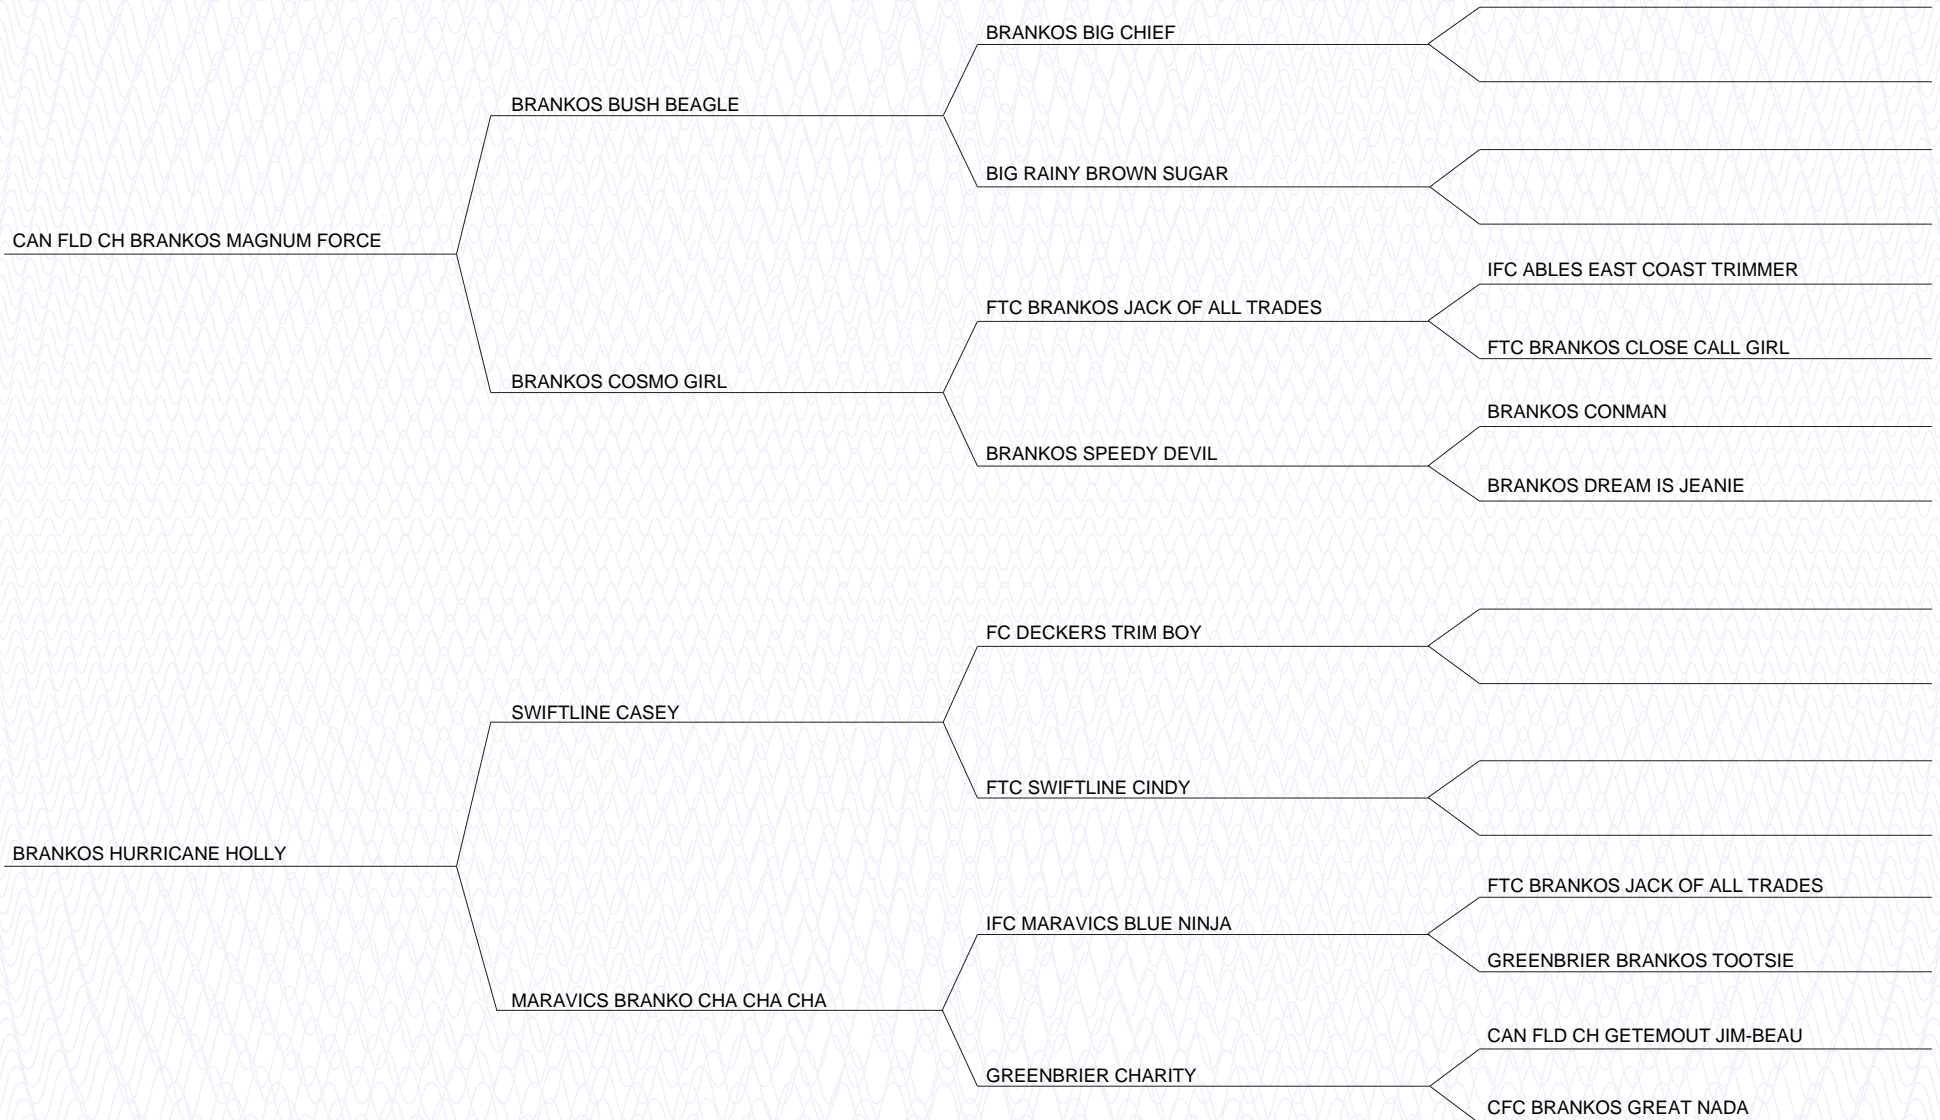 BRANKOS BIG CHIEF
BRANKOS BUSH BEAGLE
BIG RAINY BROWN SUGAR
CAN FLD CH BRANKOS MAGNUM FORCE
IFC ABLES EAST COAST TRIMMER
FTC BRANKOS JACK OF ALL TRADES
FTC BRANKOS CLOSE CALL GIRL
BRANKOS COSMO GIRL
BRANKOS CONMAN
BRANKOS SPEEDY DEVIL
BRANKOS DREAM IS JEANIE
FC DECKERS TRIM BOY
SWIFTLINE CASEY
FTC SWIFTLINE CINDY
BRANKOS HURRICANE HOLLY
FTC BRANKOS JACK OF ALL TRADES
IFC MARAVICS BLUE NINJA
GREENBRIER BRANKOS TOOTSIE
MARAVICS BRANKO CHA CHA CHA
CAN FLD CH GETEMOUT JIM-BEAU
GREENBRIER CHARITY
CFC BRANKOS GREAT NADA